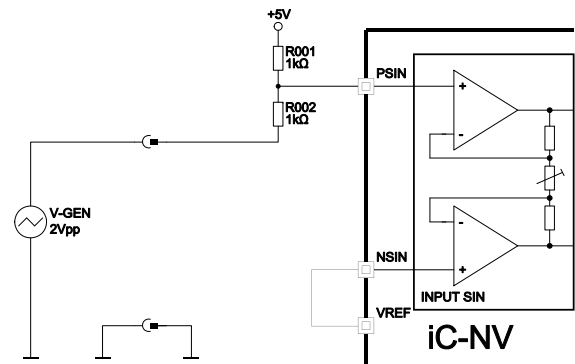 +5V
R001
1kΩ
PSIN
R002
1kΩ
+
-
V-GEN
2Vpp
-
NSIN
+
INPUT SIN
VREF
iC-NV